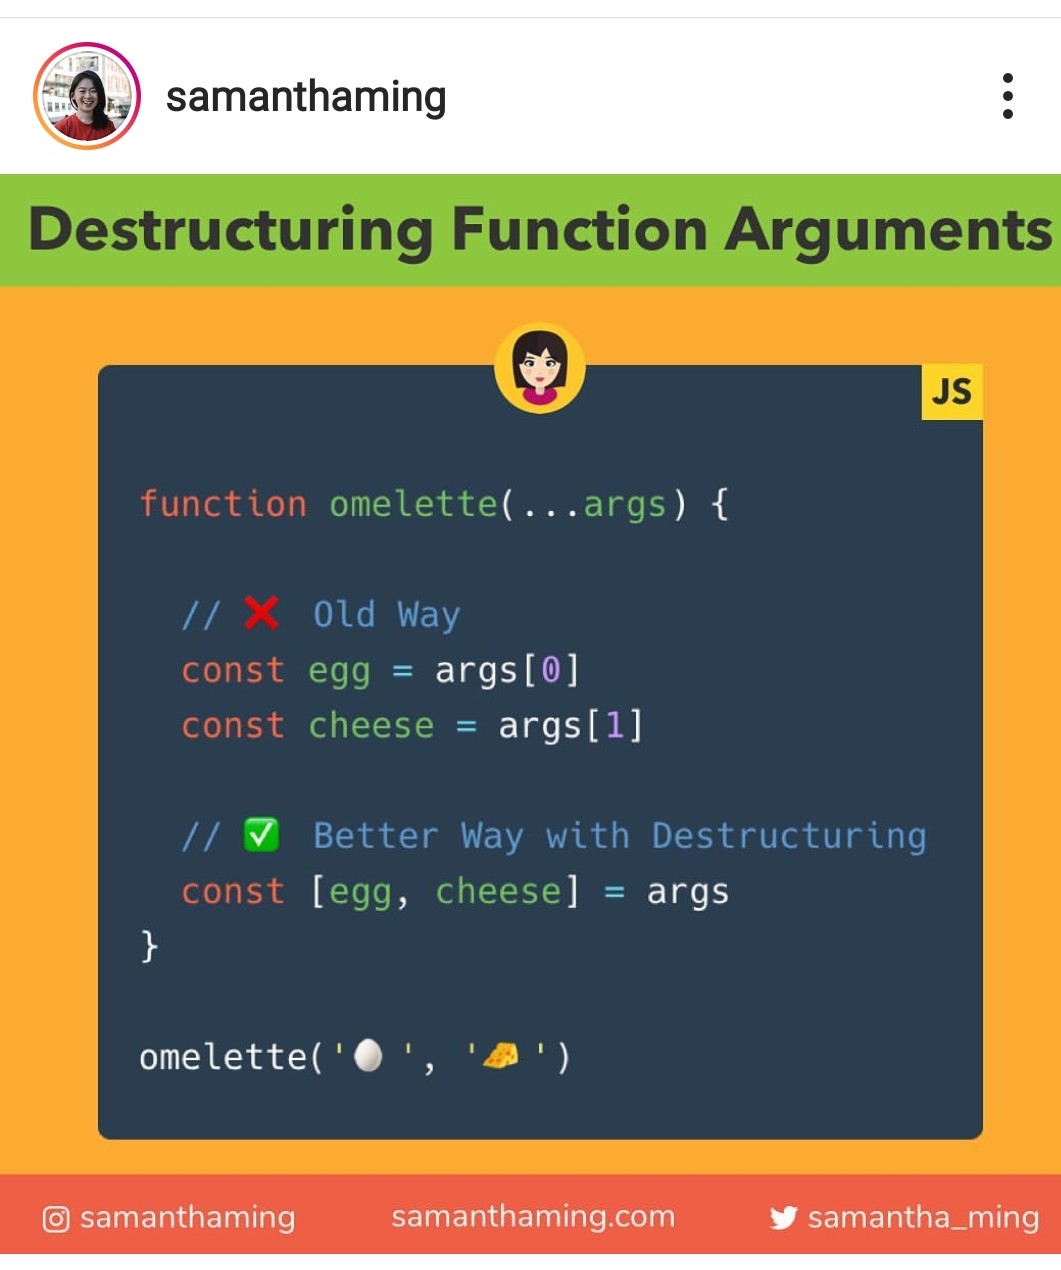 samanthaming
Destructuring Function Arguments
JS
function omelette(...args) {
// ❌ Old Way
const egg = args[0]
const cheese = args[1]
// ✅ Better Way with Destructuring
const [egg, cheese] = args
}
omelette('🥚 ', '🧀 ')
samanthaming samanthaming.com samantha_ming